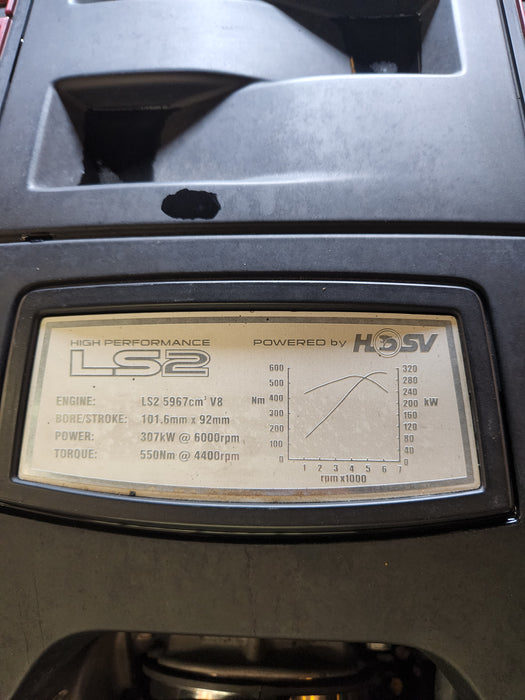 HIGH PERFORMANCE
LS2
ENGINE: LS2 5967cm³ V8
BORE/STROKE: 101.6mm x 92mm
POWER: 307kW @ 6000rpm
TORQUE: 550Nm @ 4400rpm
POWERED by HSV
600 320
500 280
400 240
Nm 200 kW
300 160
200 120
100 80
40
0 0
1 2 3 4 5 6 7
rpm x1000